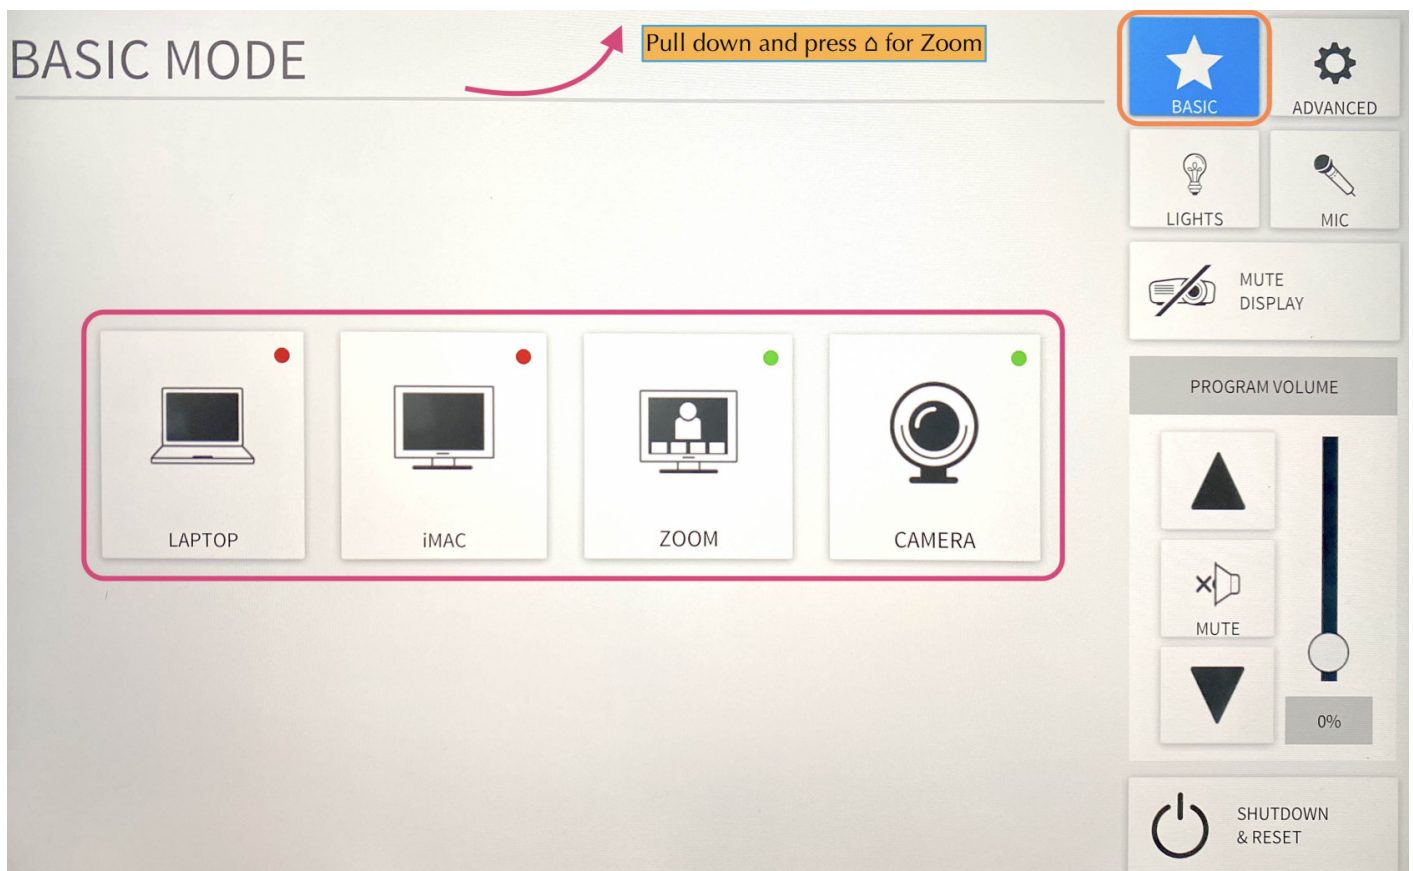 BASIC MODE
Pull down and press ⌂ for Zoom
BASIC
ADVANCED
LIGHTS
MIC
MUTE
DISPLAY
LAPTOP
iMAC
ZOOM
CAMERA
PROGRAM VOLUME
MUTE
0%
SHUTDOWN
& RESET